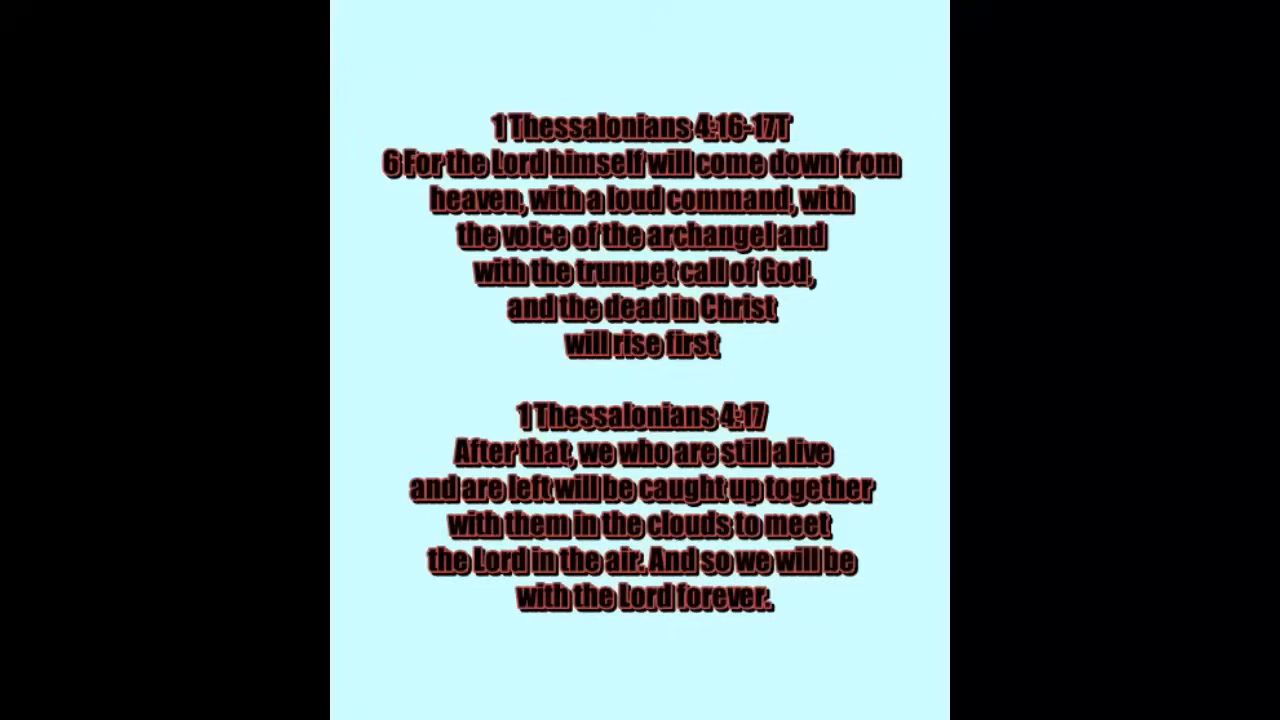 1 Thessalonians 4:16-17T
6 For the Lord himself will come down from
heaven, with a loud command, with
the voice of the archangel and
with the trumpet call of God,
and the dead in Christ
will rise first
1 Thessalonians 4:17
After that, we who are still alive
and are left will be caught up together
with them in the clouds to meet
the Lord in the air. And so we will be
with the Lord forever.